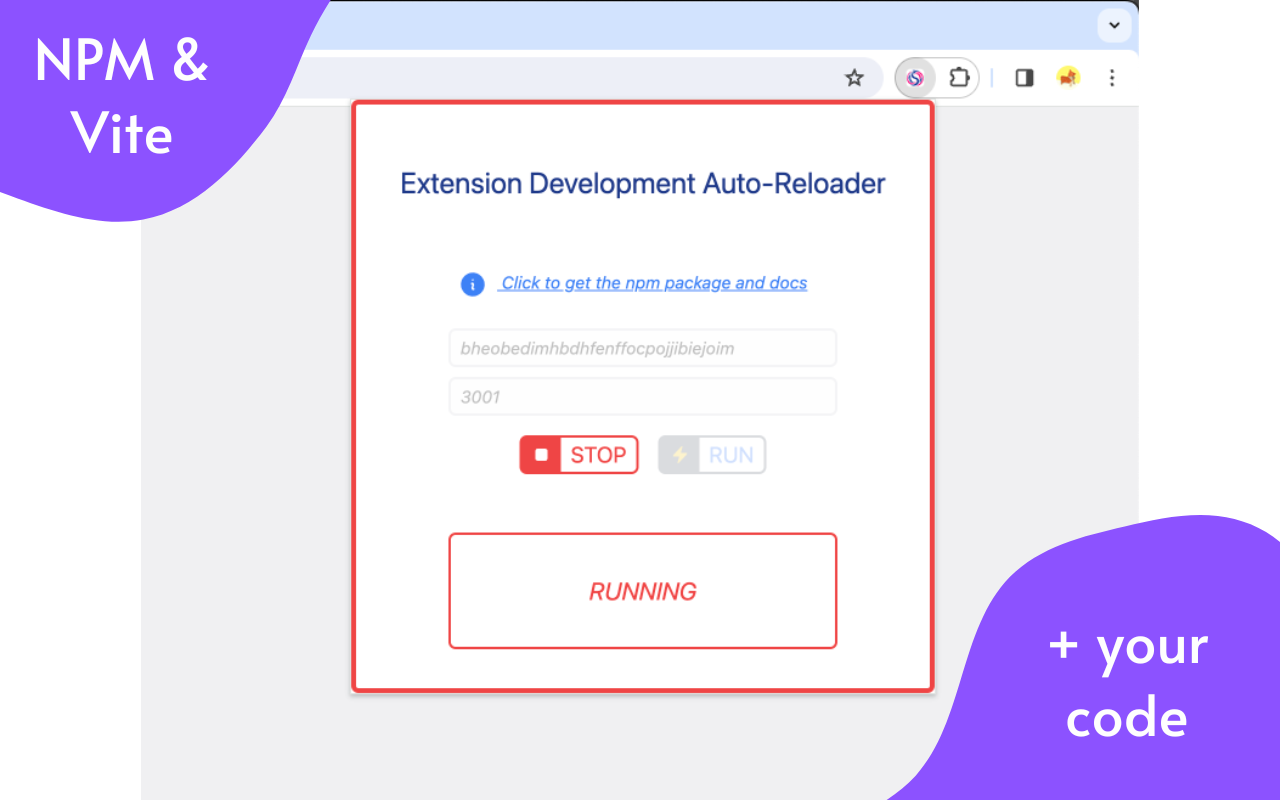 NPM &
Vite
Extension Development Auto-Reloader
i Click to get the npm package and docs
bheobedimhbdhfenffocpojjibiejoim
3001
STOP RUN
RUNNING
+ your
code